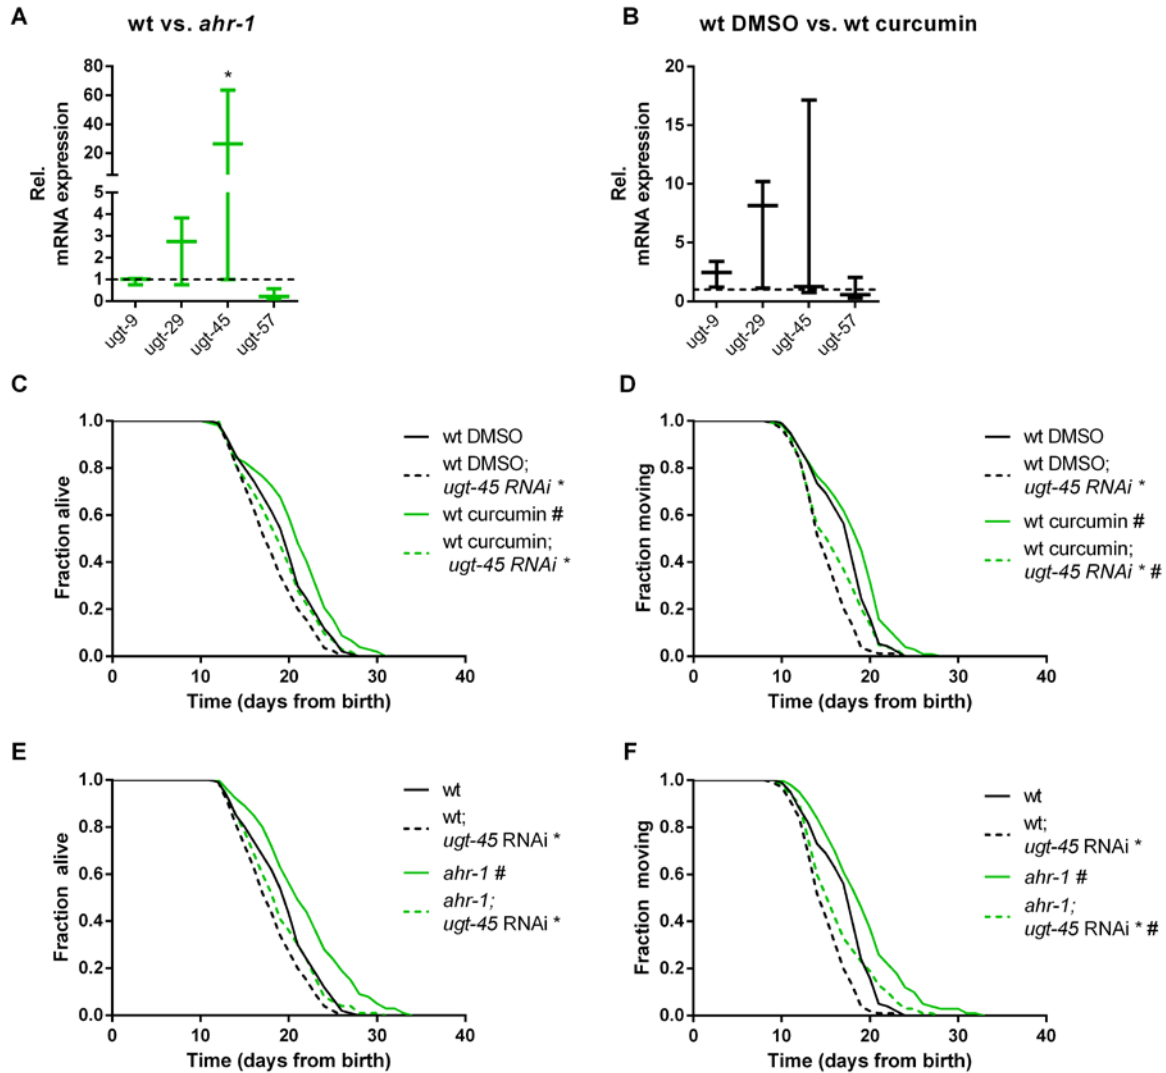 A
wt vs. ahr-1
Rel.
mRNA expression
80
60
40
20
5
4
3
2
1
0
*
ugt-9
ugt-29
ugt-45
ugt-57
B
wt DMSO vs. wt curcumin
Rel.
mRNA expression
20
15
10
5
0
ugt-9
ugt-29
ugt-45
ugt-57
C
Fraction alive
1.0
0.8
0.6
0.4
0.2
0.0
0
10
20
30
40
Time (days from birth)
wt DMSO
wt DMSO;
ugt-45 RNAi *
wt curcumin #
wt curcumin;
ugt-45 RNAi *
D
Fraction moving
1.0
0.8
0.6
0.4
0.2
0.0
0
10
20
30
40
Time (days from birth)
wt DMSO
wt DMSO;
ugt-45 RNAi *
wt curcumin #
wt curcumin;
ugt-45 RNAi * #
E
Fraction alive
1.0
0.8
0.6
0.4
0.2
0.0
0
10
20
30
40
Time (days from birth)
wt
wt;
ugt-45 RNAi *
ahr-1 #
ahr-1;
ugt-45 RNAi *
F
Fraction moving
1.0
0.8
0.6
0.4
0.2
0.0
0
10
20
30
40
Time (days from birth)
wt
wt;
ugt-45 RNAi *
ahr-1 #
ahr-1;
ugt-45 RNAi * #